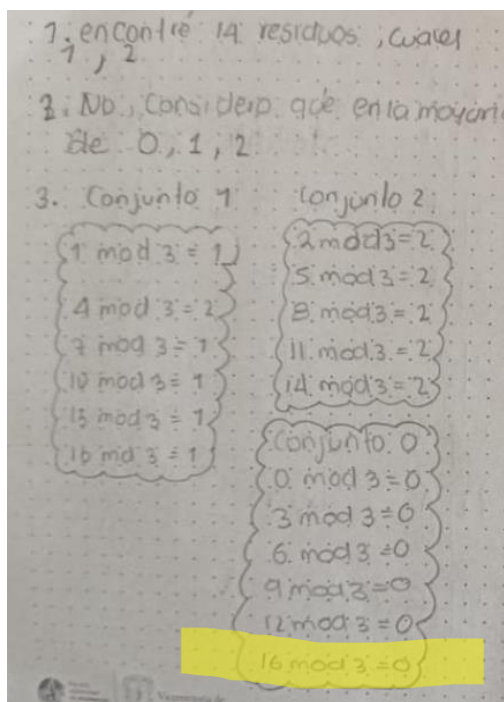 1. encontré 14 residuos, cuales
1, 2
2. No, Considero que en la mayoria
de 0, 1, 2
3. Conjunto 1
1 mod 3 = 1
4 mod 3 = 2
7 mod 3 = 1
10 mod 3 = 1
13 mod 3 = 1
16 md 3 = 1
Conjunto 2
2 mod 3 = 2
5 mod 3 = 2
8 mod 3 = 2
11 mod 3 = 2
14 mod 3 = 2
Conjunto 0
0 mod 3 = 0
3 mod 3 = 0
6 mod 3 = 0
9 mod 3 = 0
12 mod 3 = 0
16 mod 3 = 0